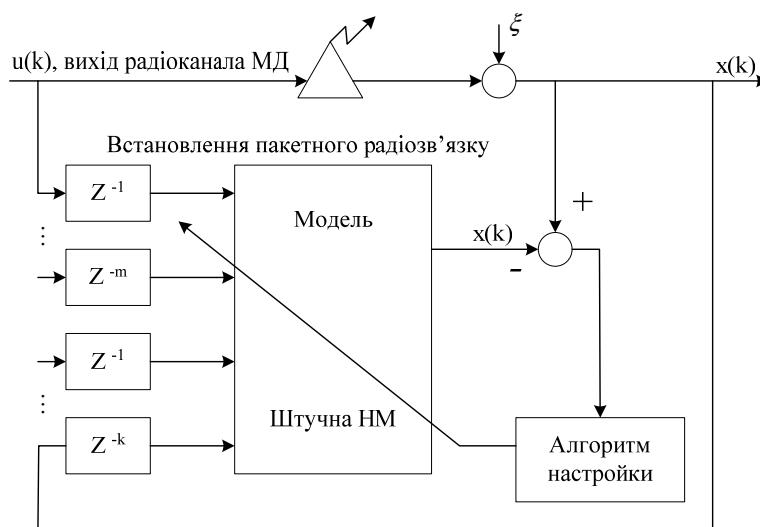 ξ
u(k), вихід радіоканала МД
x(k)
Встановлення пакетного радіозв’язку
Z -1
Модель
+
...
x(k)
-
Z -m
Z -1
...
Z -k
Штучна НМ
Алгоритм
настройки